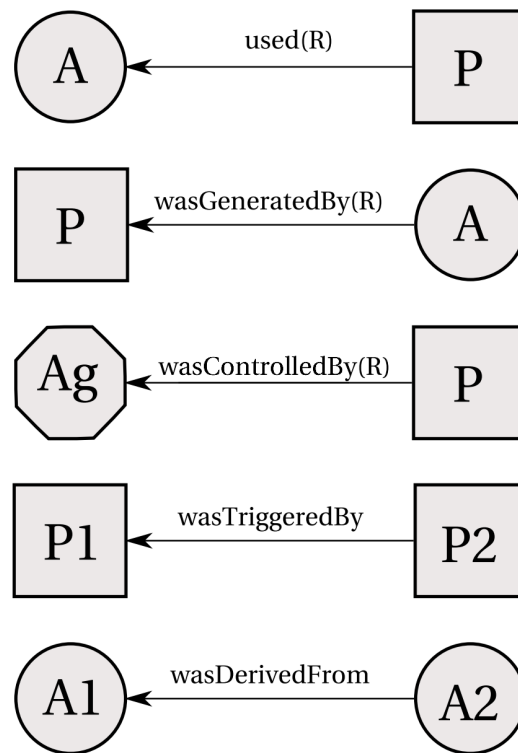 A used(R) P
P wasGeneratedBy(R) A
Ag wasControlledBy(R) P
P1 wasTriggeredBy P2
A1 wasDerivedFrom A2